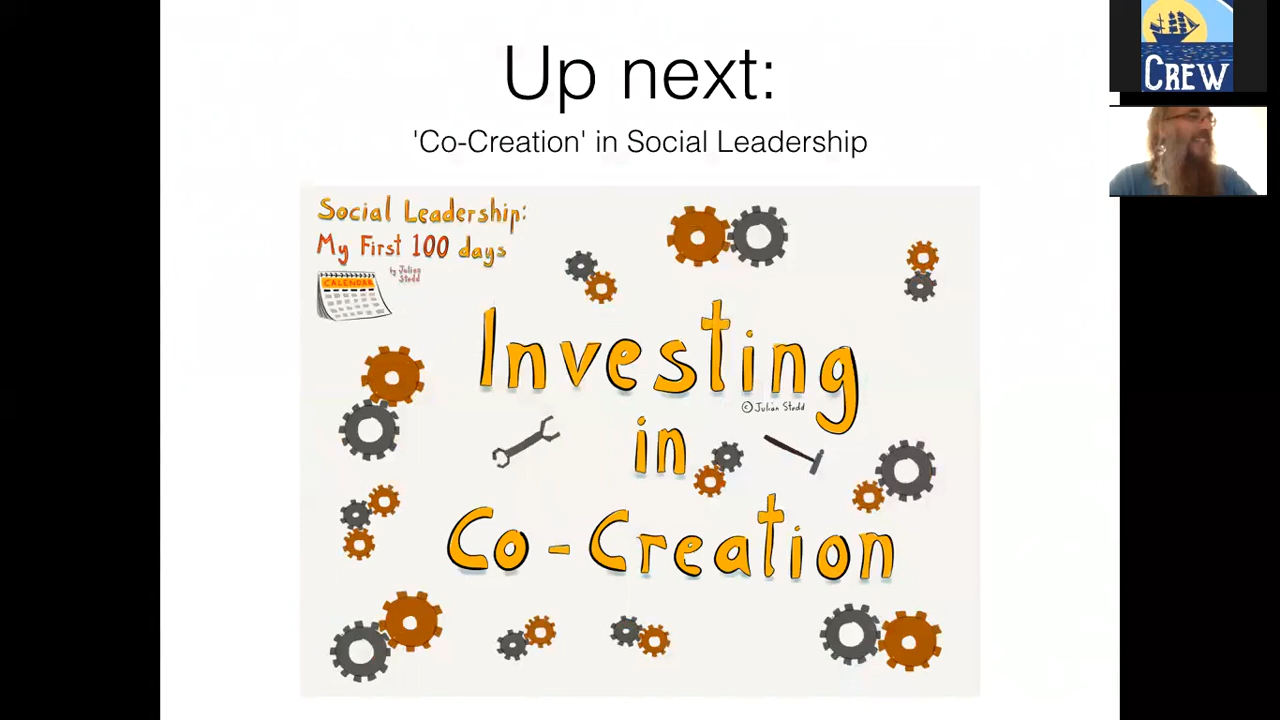 Up next:
'Co-Creation' in Social Leadership
Social Leadership:
My First 100 days
by Julian
Stodd
CALENDAR
Investing
© Julian Stodd
in
Co-Creation
CREW